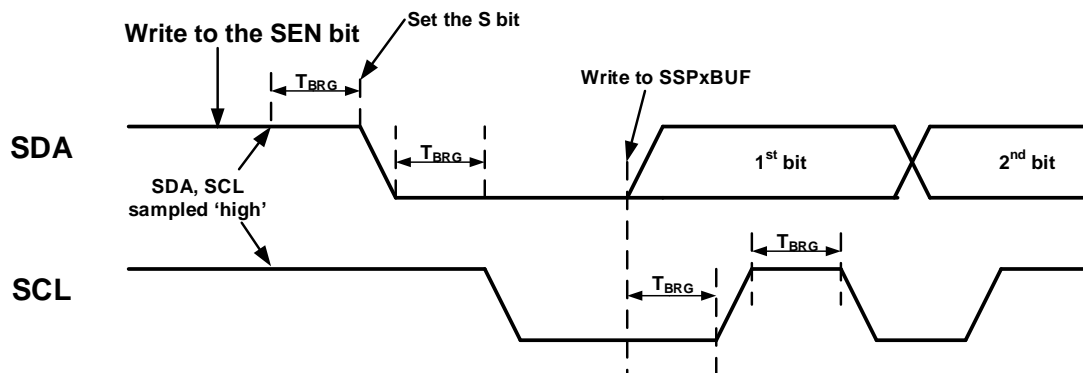 Set the S bit
Write to the SEN bit
TBRG
Write to SSPxBUF
SDA
TBRG
1st bit
2nd bit
SDA, SCL
sampled ‘high’
TBRG
SCL
TBRG